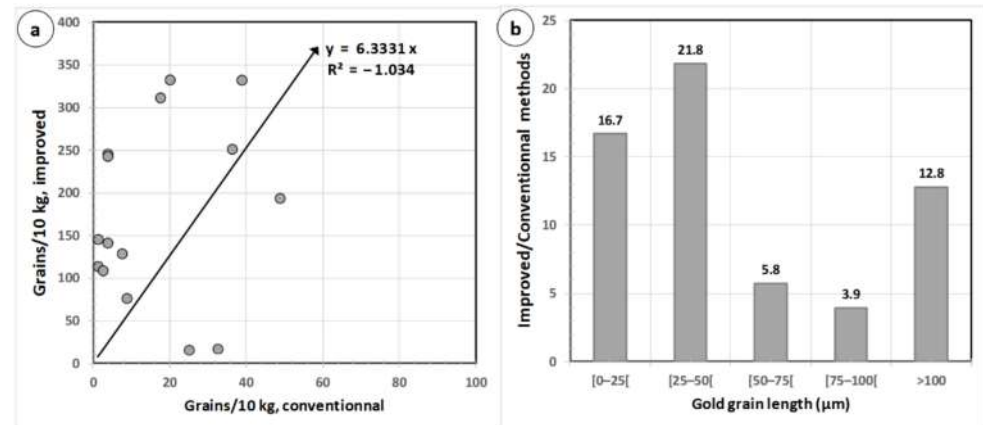 a
400
350
300
250
200
150
100
50
0
Grains/10 kg, improved
y = 6.3331 x
R² = −1.034
0 20 40 60 80 100
Grains/10 kg, conventionnal
b
25
20
15
10
5
0
Improved/Conventionnal methods
16.7
21.8
5.8
3.9
12.8
[0–25[ [25–50[ [50–75[ [75–100[ >100
Gold grain length (µm)